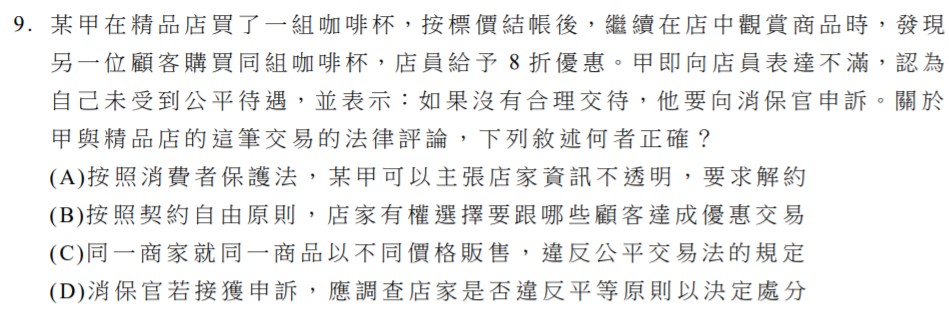 9. 某甲在精品店買了一組咖啡杯，按標價結帳後，繼續在店中觀賞商品時，發現
另一位顧客購買同組咖啡杯，店員給予 8 折優惠。甲即向店員表達不滿，認為
自己未受到公平待遇，並表示：如果沒有合理交待，他要向消保官申訴。關於
甲與精品店的這筆交易的法律評論，下列敘述何者正確？
(A)按照消費者保護法，某甲可以主張店家資訊不透明，要求解約
(B)按照契約自由原則，店家有權選擇要跟哪些顧客達成優惠交易
(C)同一商家就同一商品以不同價格販售，違反公平交易法的規定
(D)消保官若接獲申訴，應調查店家是否違反平等原則以決定處分